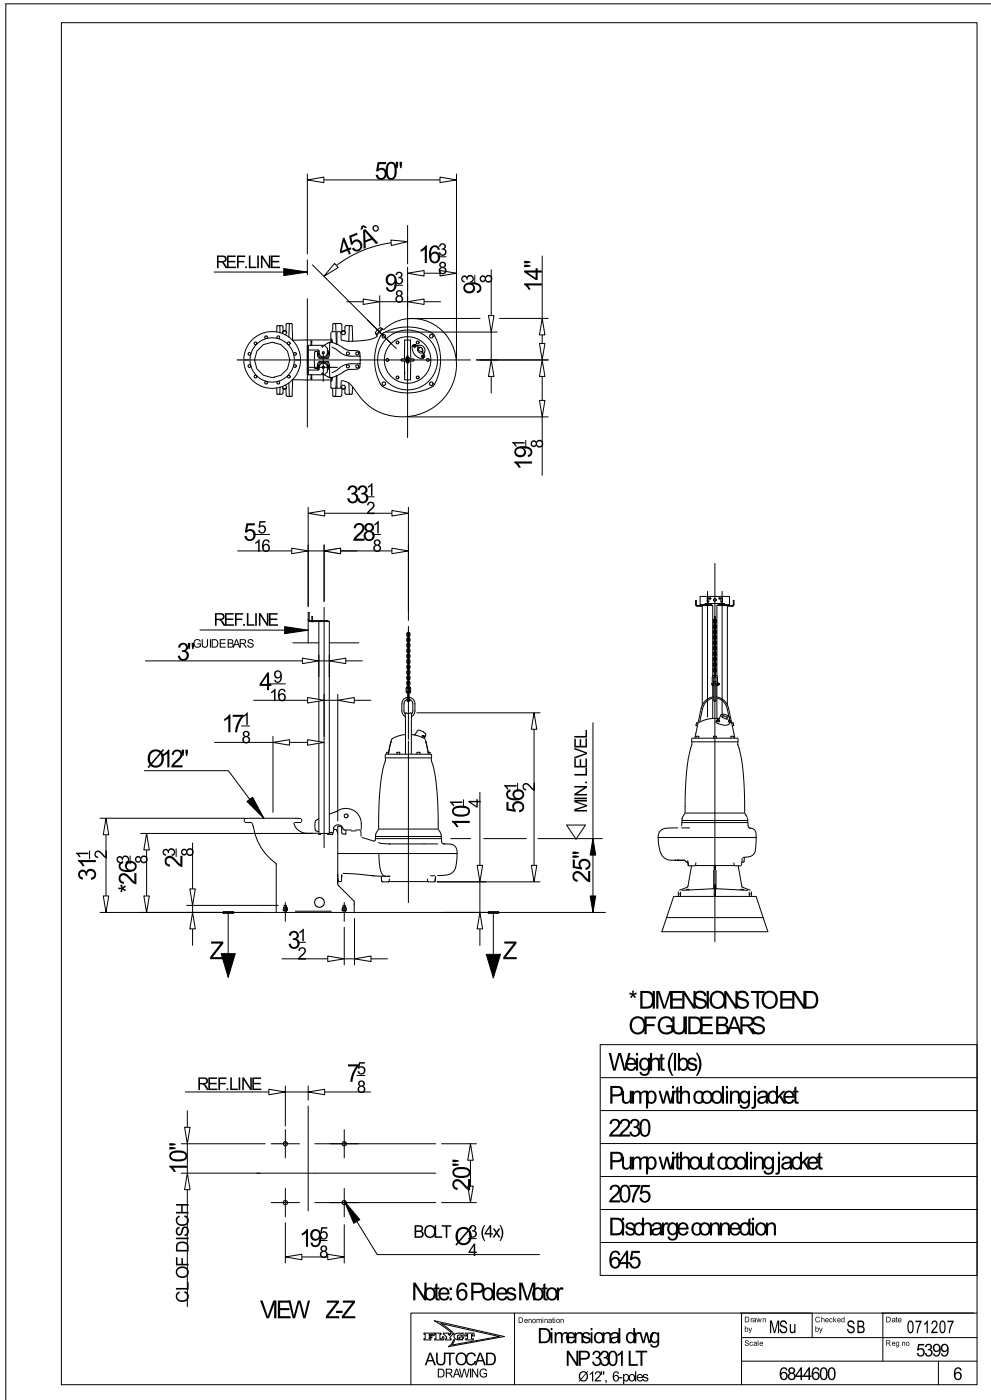 50"
45Â°
16 3/8
REF.LINE
9 3/8
9 3/8
14"
19 1/8
33 1/2
5 5/16
28 1/8
REF.LINE
GUIDE BARS
3"
4 9/16
17 1/8
Ø12"
56 1/2
10 1/4
MIN. LEVEL
25"
31 1/2
*26 3/8
2 3/8
3 1/2
Z
Z
* DIMENSIONS TO END
OF GUIDE BARS
Weight (lbs)
Pump with cooling jacket
2230
Pump without cooling jacket
2075
Discharge connection
645
REF.LINE
7 5/8
10"
20"
CL OF DISCH
19 5/8
BOLT Ø 3/4 (4x)
VIEW Z-Z
Note: 6 Poles Motor
FLYGT
AUTOCAD
DRAWING
Denomination
Dimensional drwg
NP 3301 LT
Ø12", 6-poles
Drawn by MSu
Checked by SB
Date 071207
Scale
Reg no 5399
6844600
6